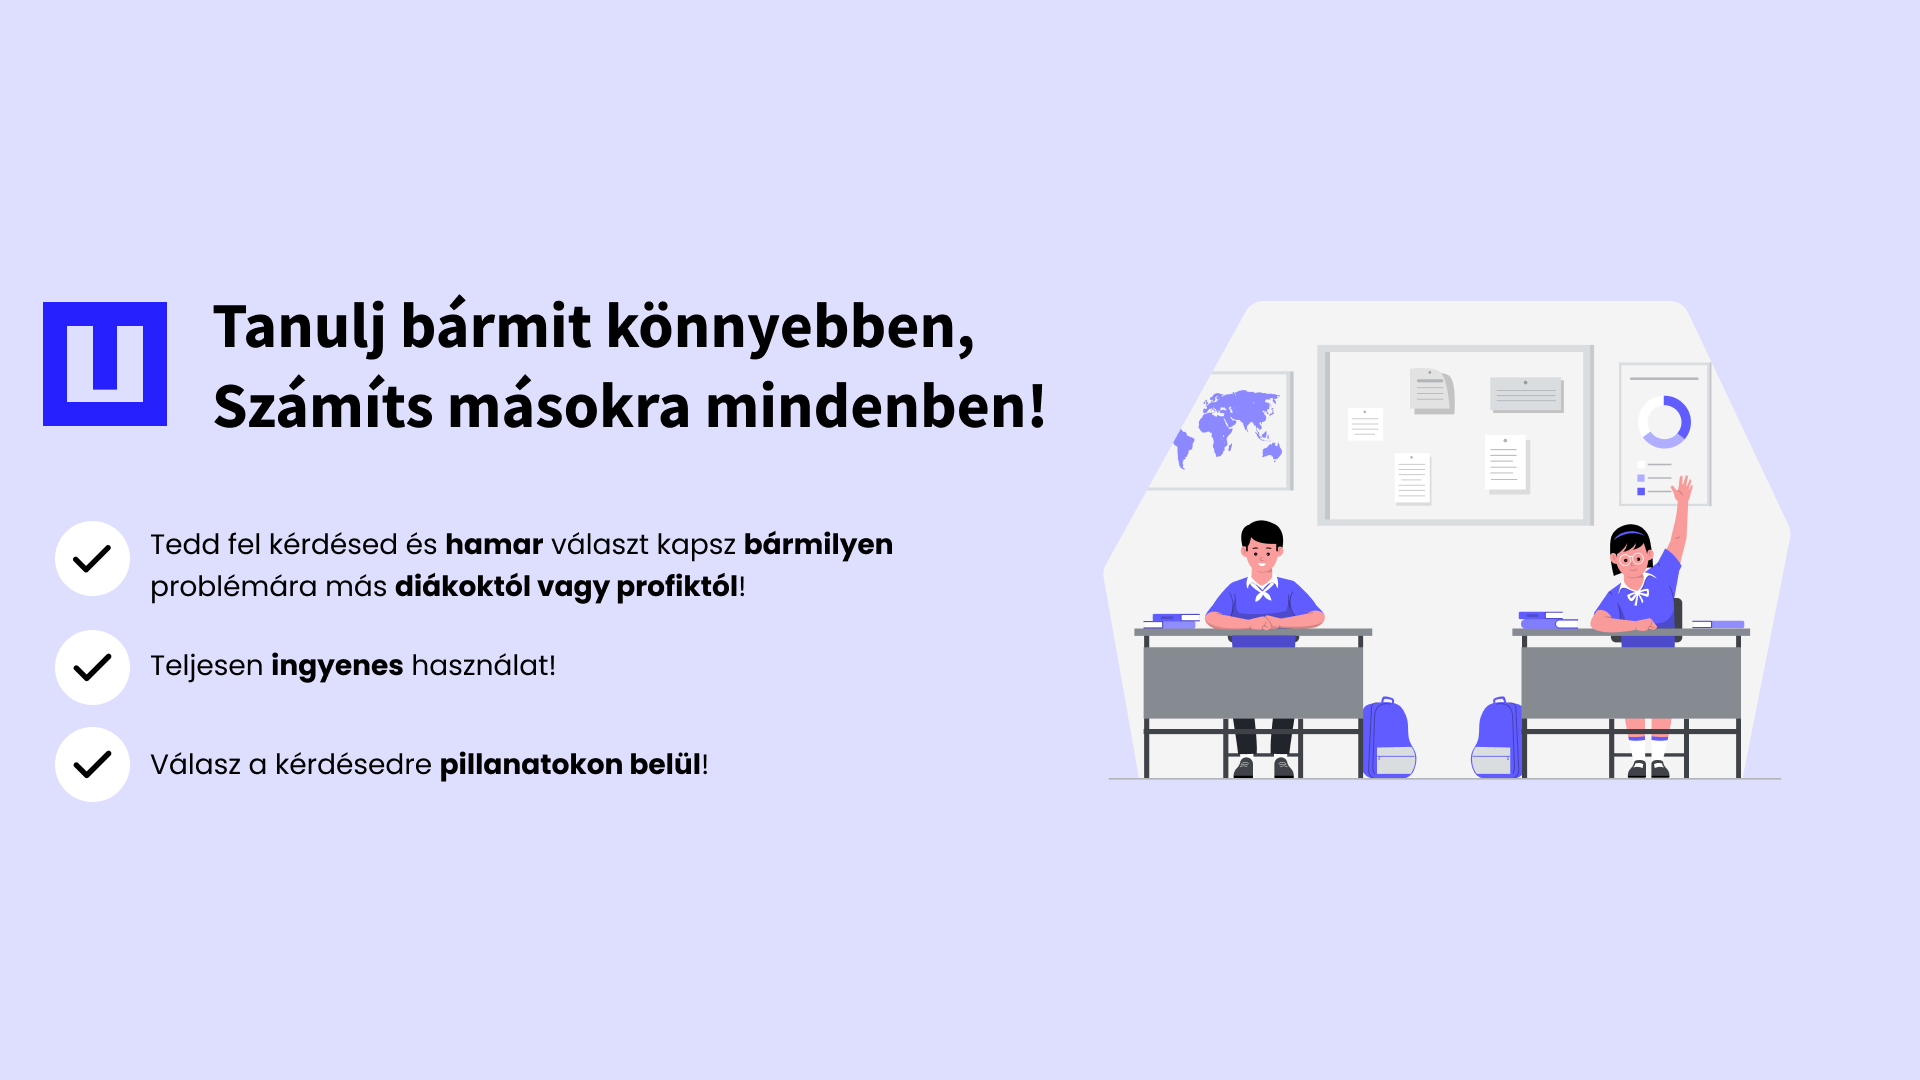 Tanulj bármit könnyebben,
Számíts másokra mindenben!
Tedd fel kérdésed és hamar választ kapsz bármilyen
problémára más diákoktól vagy profiktól!
Teljesen ingyenes használat!
Válasz a kérdésedre pillanatokon belül!